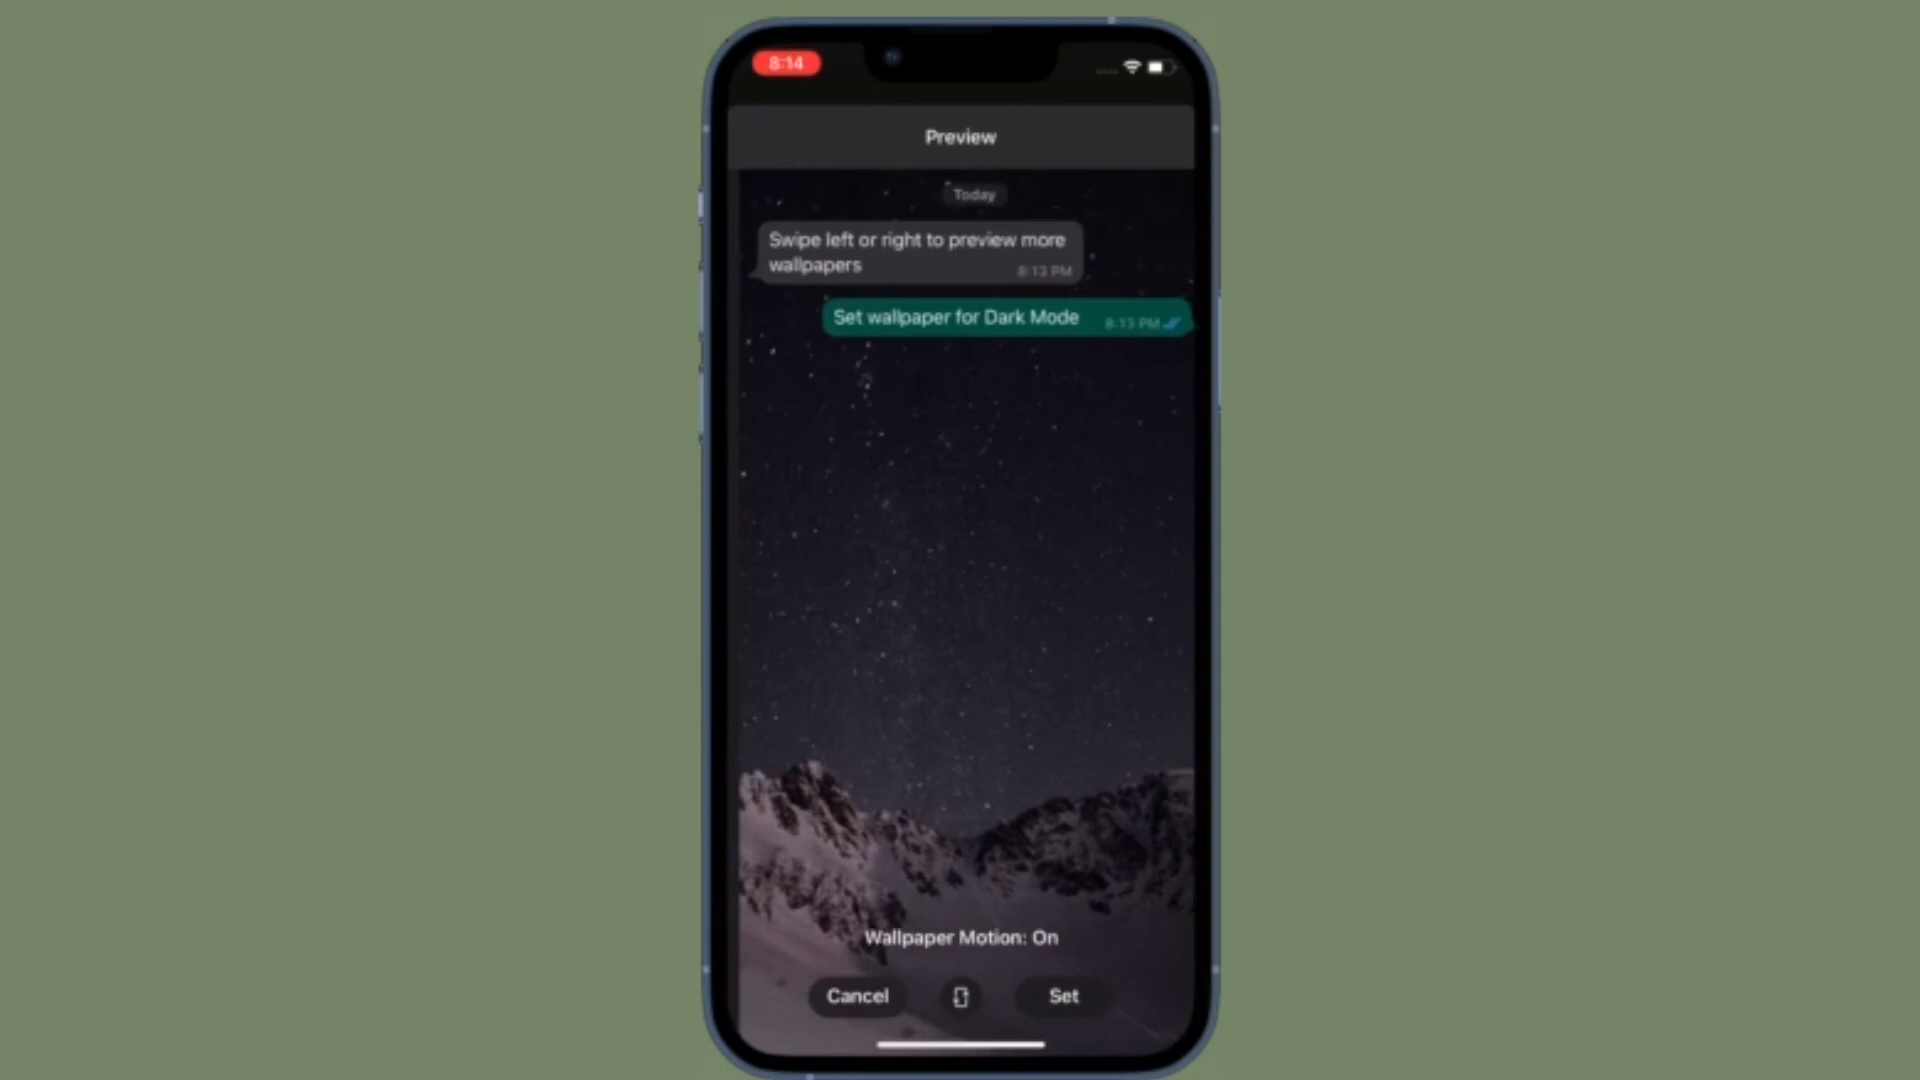 8:14
Preview
Today
Swipe left or right to preview more
wallpapers
8:13 PM
Set wallpaper for Dark Mode
8:13 PM
Wallpaper Motion: On
Cancel
Set